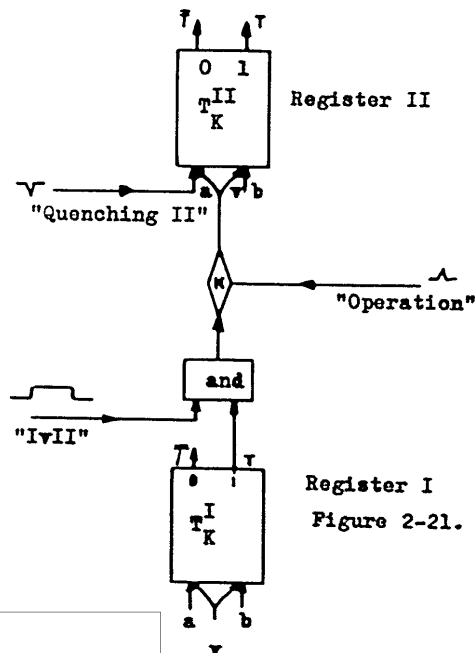 T̅ T
0 1
T_K^II
Register II
a v b
"Quenching II"
K
"Operation"
and
"IvII"
T̅ T
0 1
T_K^I
Register I
Figure 2-21.
a b